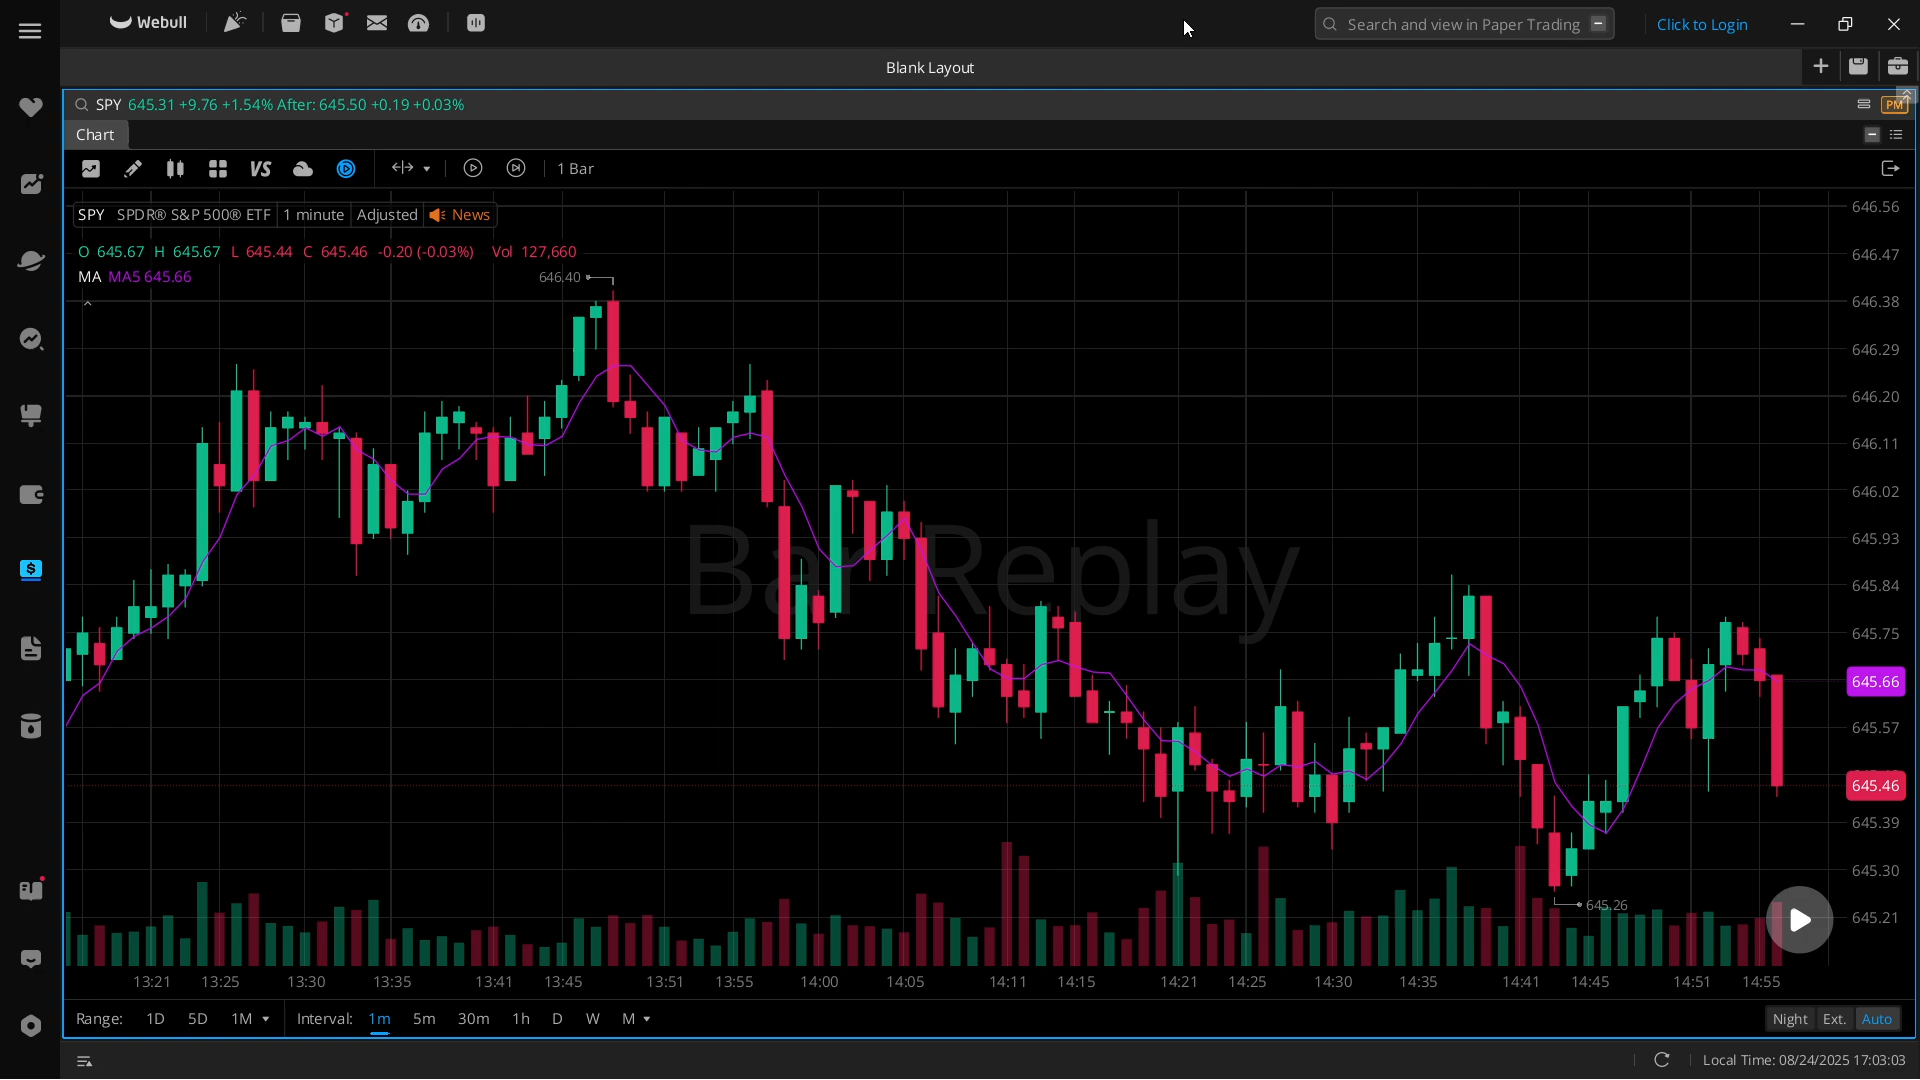 Webull
Search and view in Paper Trading
Click to Login
Blank Layout
SPY 645.31 +9.76 +1.54% After: 645.50 +0.19 +0.03%
PM
Chart
VS
1 Bar
SPY SPDR® S&P 500® ETF 1 minute Adjusted News
O 645.67 H 645.67 L 645.44 C 645.46 -0.20 (-0.03%) Vol 127,660
MA MA5 645.66
646.40
645.26
Bar Replay
646.56
646.47
646.38
646.29
646.20
646.11
646.02
645.93
645.84
645.75
645.66
645.57
645.46
645.39
645.30
645.21
13:21 13:25 13:30 13:35 13:41 13:45 13:51 13:55 14:00 14:05 14:11 14:15 14:21 14:25 14:30 14:35 14:41 14:45 14:51 14:55
Range: 1D 5D 1M Interval: 1m 5m 30m 1h D W M Night Ext. Auto
Local Time: 08/24/2025 17:03:03